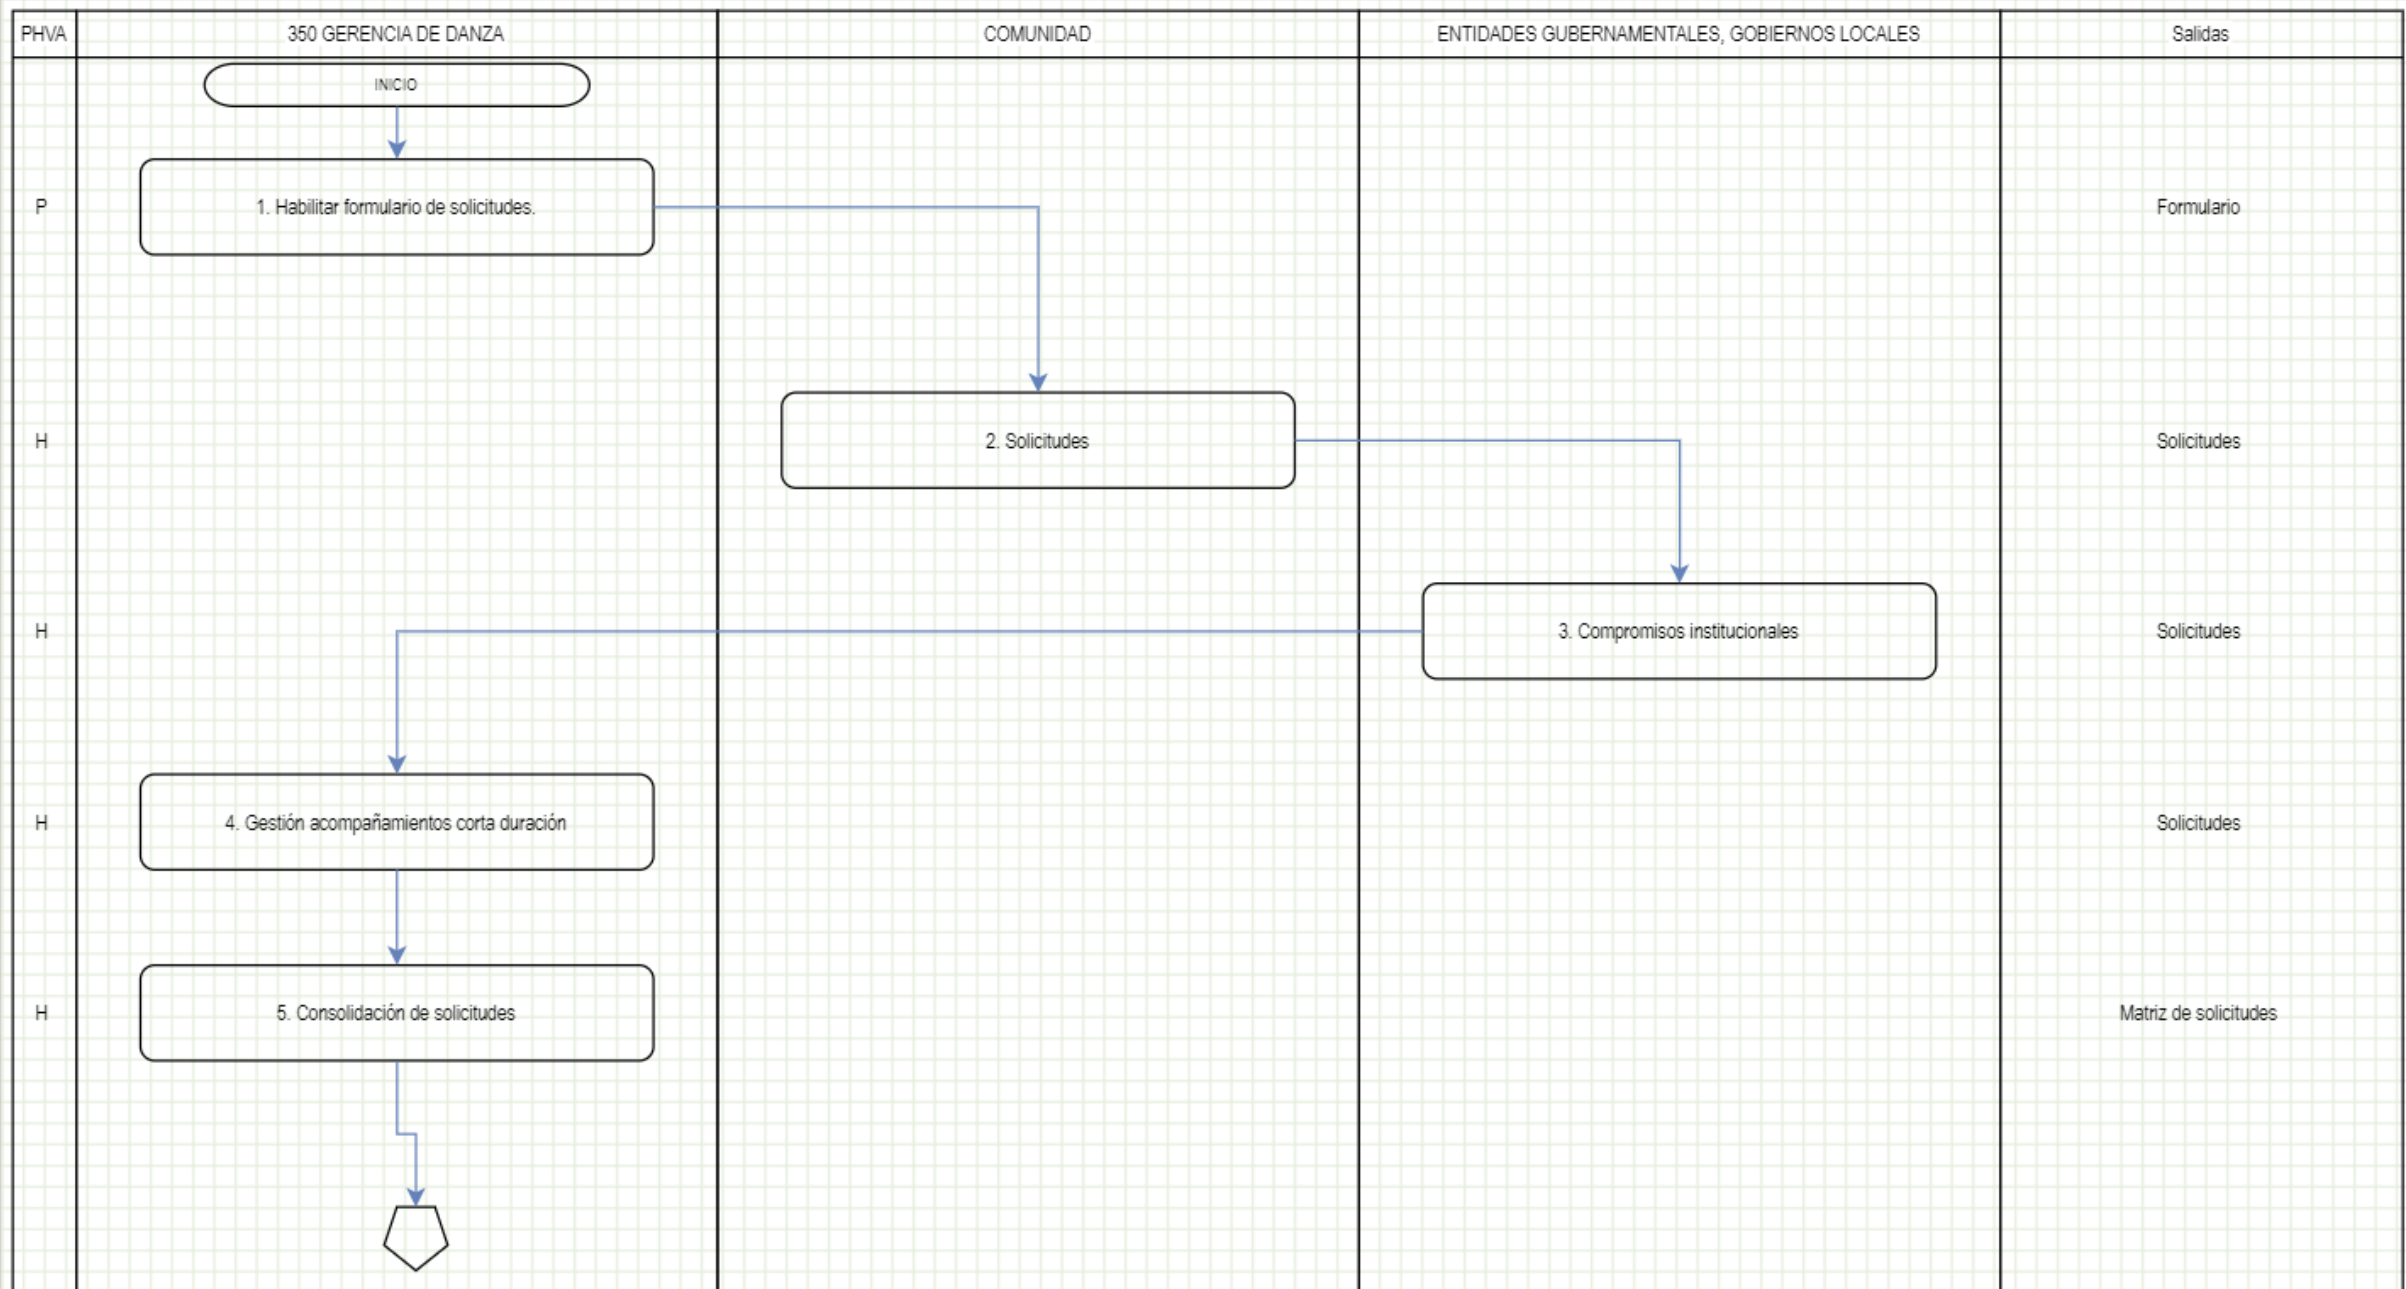 PHVA
350 GERENCIA DE DANZA
COMUNIDAD
ENTIDADES GUBERNAMENTALES, GOBIERNOS LOCALES
Salidas
INICIO
P
1. Habilitar formulario de solicitudes.
Formulario
H
2. Solicitudes
Solicitudes
H
3. Compromisos institucionales
Solicitudes
H
4. Gestión acompañamientos corta duración
Solicitudes
H
5. Consolidación de solicitudes
Matriz de solicitudes